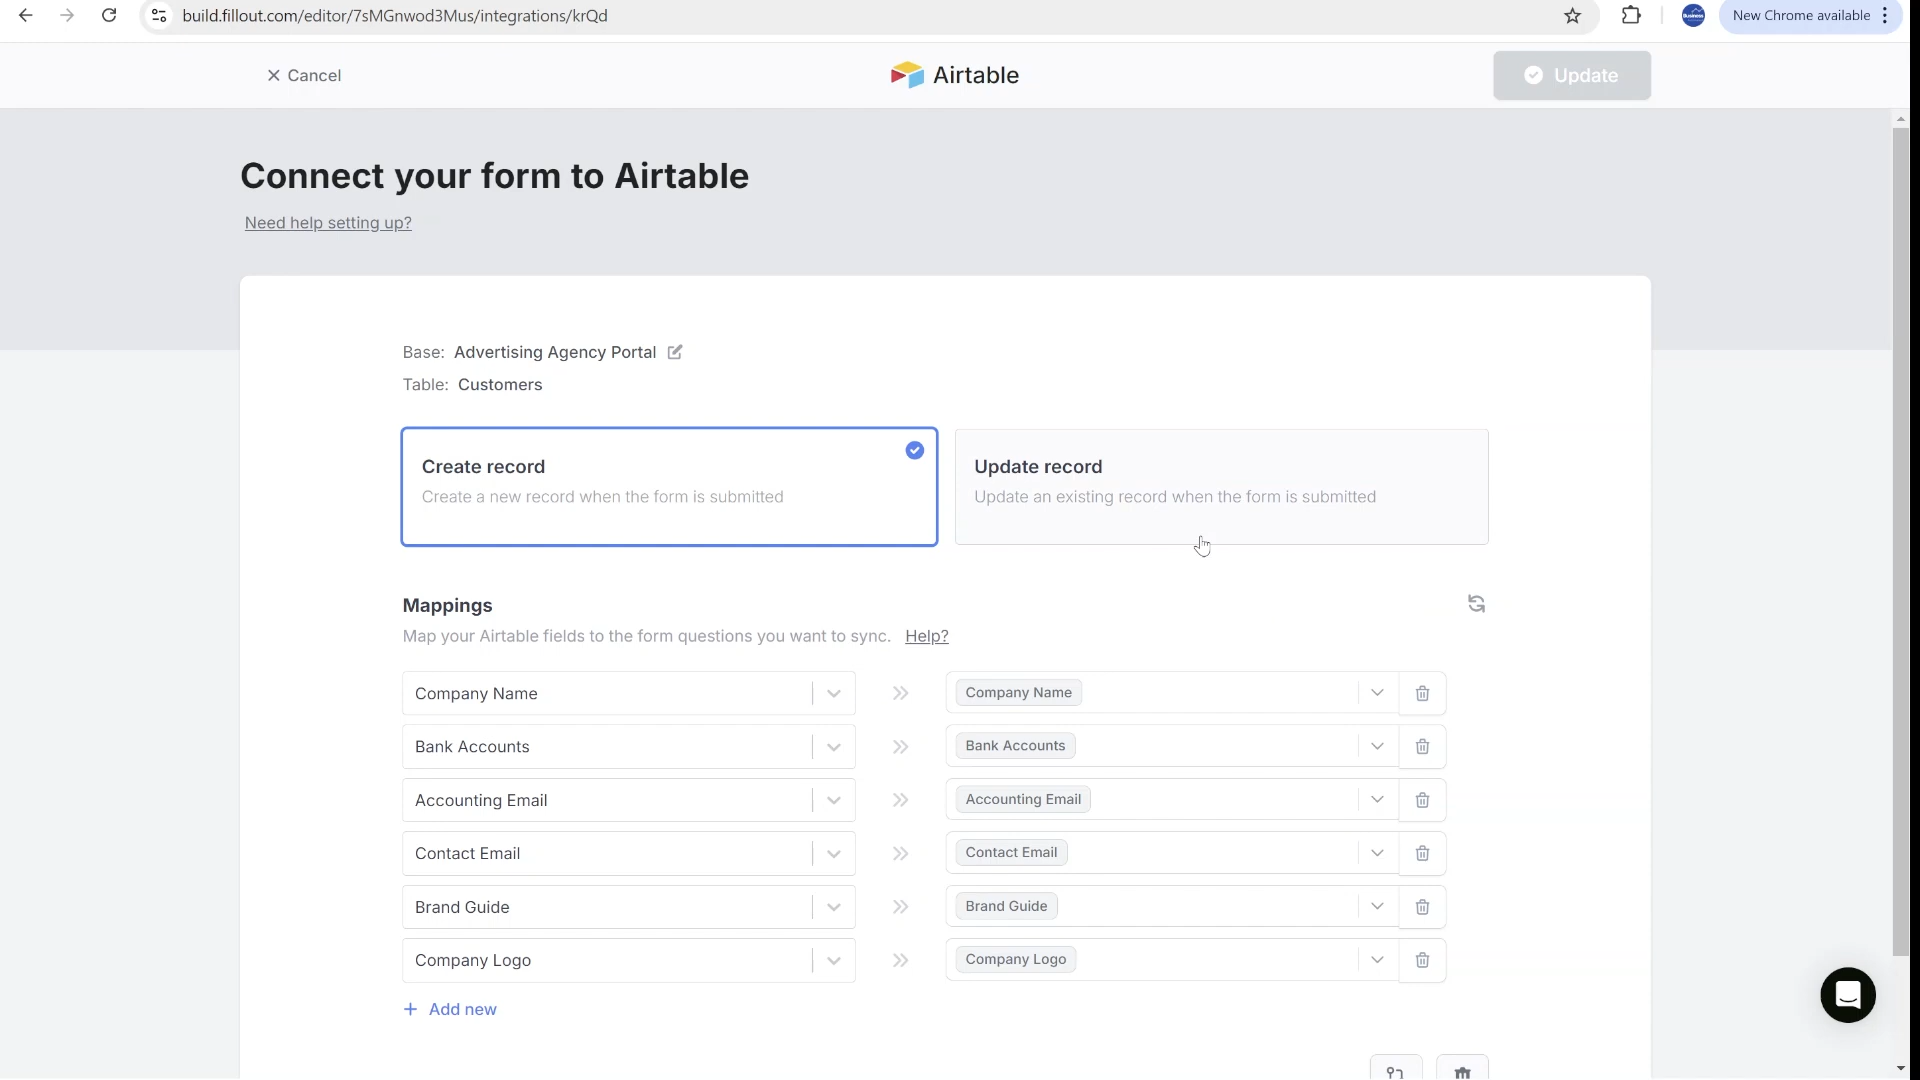 build.fillout.com/editor/7sMGnwod3Mus/integrations/krQd
New Chrome available
Cancel
Airtable
Update
Connect your form to Airtable
Need help setting up?
Base: Advertising Agency Portal
Table: Customers
Create record
Create a new record when the form is submitted
Update record
Update an existing record when the form is submitted
Mappings
Map your Airtable fields to the form questions you want to sync. Help?
Company Name Company Name
Bank Accounts Bank Accounts
Accounting Email Accounting Email
Contact Email Contact Email
Brand Guide Brand Guide
Company Logo Company Logo
+ Add new